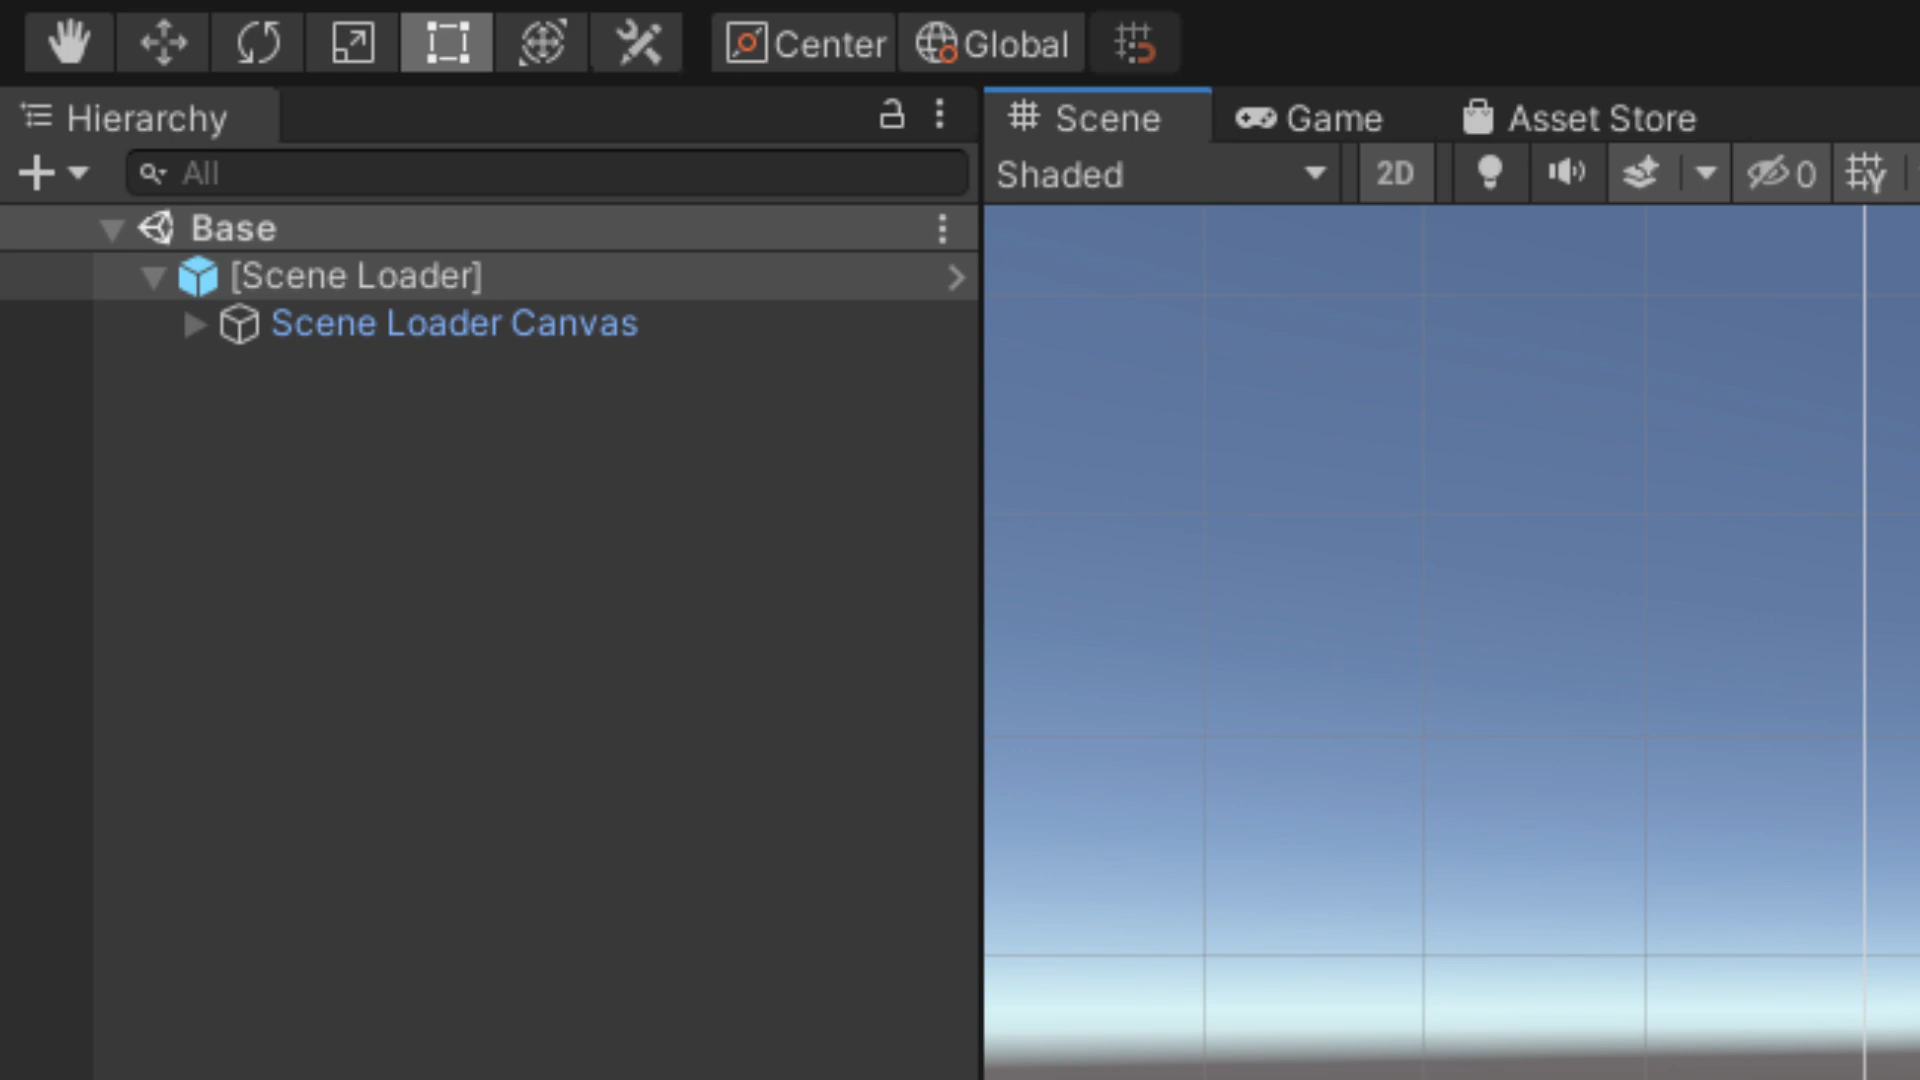 Center Global
Hierarchy
All
Base
[Scene Loader]
Scene Loader Canvas
Scene Game Asset Store
Shaded 2D 0